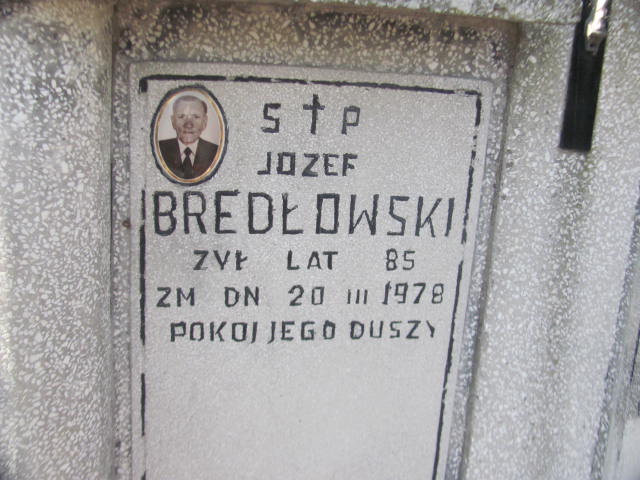 S † P
JOZEF
BREDŁOWSKI
ZYŁ LAT 85
ZM DN 20 III 1978
POKOJ JEGO DUSZY